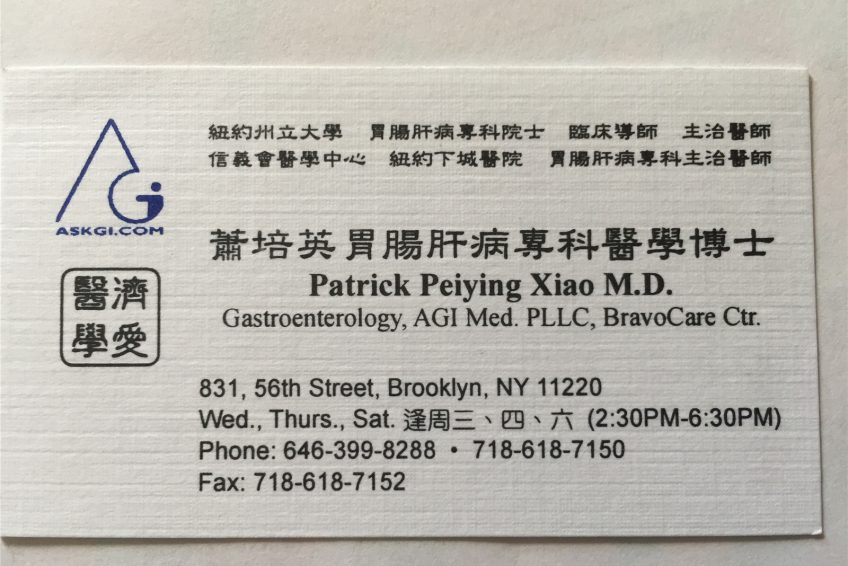 紐約州立大學 胃腸肝病專科院士 臨床導師 主治醫師
信義會醫學中心 紐約下城醫院 胃腸肝病專科主治醫師
ASKGI.COM
蕭培英胃腸肝病專科醫學博士
Patrick Peiying Xiao M.D.
Gastroenterology, AGI Med. PLLC, BravoCare Ctr.
濟愛
醫學
831, 56th Street, Brooklyn, NY 11220
Wed., Thurs., Sat. 逢周三、四、六 (2:30PM-6:30PM)
Phone: 646-399-8288 • 718-618-7150
Fax: 718-618-7152